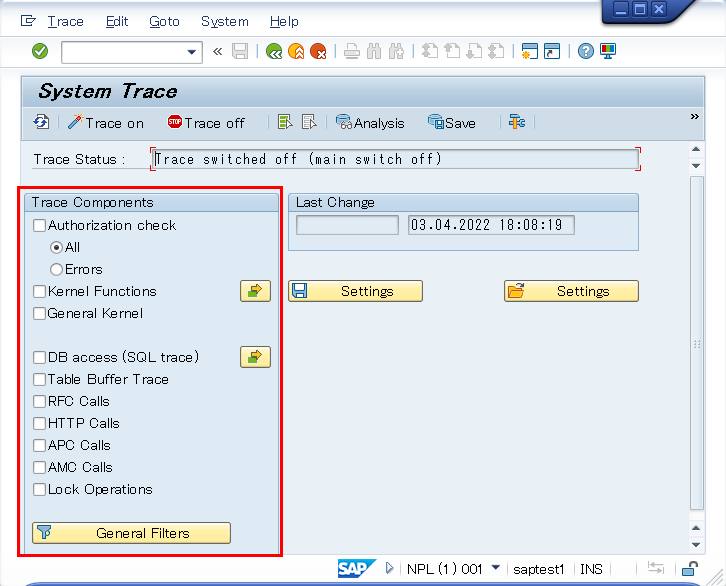 Trace Edit Goto System Help
System Trace
Trace on STOP Trace off Analysis Save
Trace Status : Trace switched off (main switch off)
Trace Components
Authorization check
All
Errors
Kernel Functions
General Kernel
DB access (SQL trace)
Table Buffer Trace
RFC Calls
HTTP Calls
APC Calls
AMC Calls
Lock Operations
General Filters
Last Change
03.04.2022 18:08:19
Settings Settings
SAP NPL (1) 001 saptest1 INS